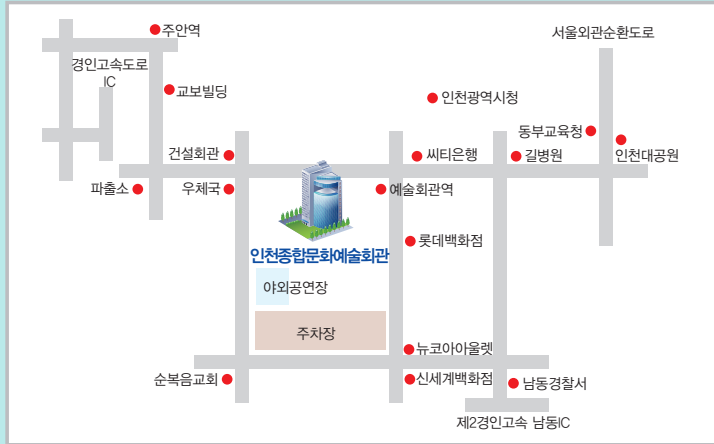 주안역
서울외관순환도로
경인고속도로
IC
교보빌딩
인천광역시청
동부교육청
건설회관
씨티은행
길병원
인천대공원
파출소
우체국
예술회관역
롯데백화점
인천종합문화예술회관
야외공연장
주차장
뉴코아아울렛
순복음교회
신세계백화점
남동경찰서
제2경인고속 남동IC